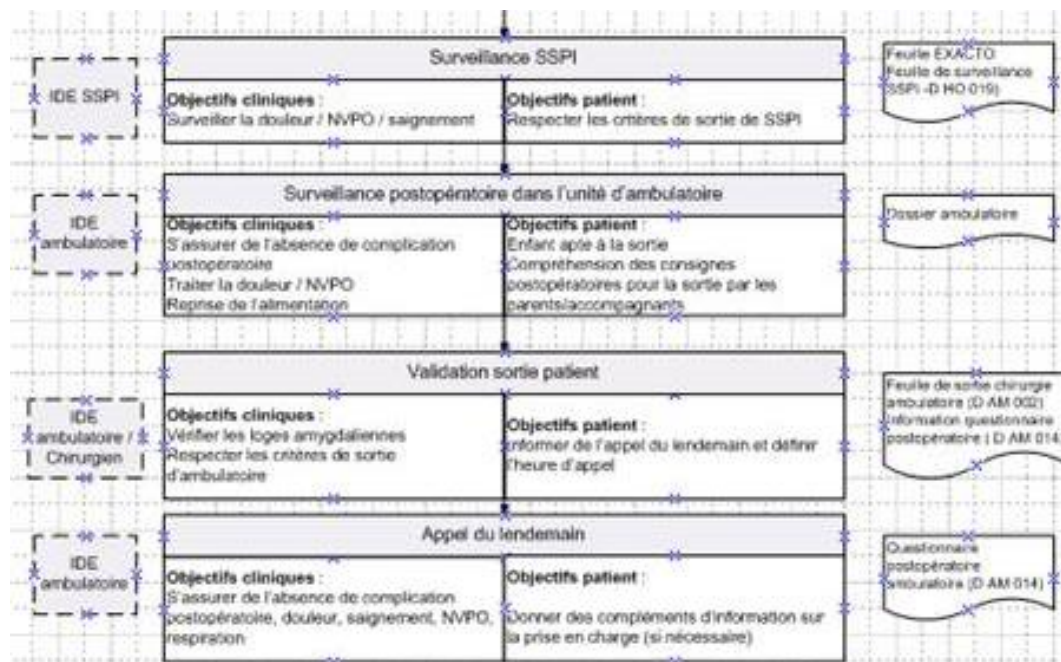 Surveillance SSPI
IDE SSPI
Objectifs cliniques :
Surveiller la douleur / NVPO / saignement
Objectifs patient :
Respecter les critères de sortie de SSPI
Feuille EXACTO
Feuille de surveillance
SSPI -D HO 019)
Surveillance postopératoire dans l'unité d'ambulatoire
IDE
ambulatoire
Objectifs cliniques :
S'assurer de l'absence de complication
postopératoire
Traiter la douleur / NVPO
Reprise de l'alimentation
Objectifs patient :
Enfant apte à la sortie
Compréhension des consignes
postopératoires pour la sortie par les
parents/accompagnants
Dossier ambulatoire
Validation sortie patient
IDE
ambulatoire /
Chirurgien
Objectifs cliniques :
Vérifier les loges amygdaliennes
Respecter les critères de sortie
d'ambulatoire
Objectifs patient :
Informer de l'appel du lendemain et définir
l'heure d'appel
Feuille de sortie chirurgie
ambulatoire (D AM 002)
Information questionnaire
postopératoire ( D AM 014
Appel du lendemain
IDE
ambulatoire
Objectifs cliniques :
S'assurer de l'absence de complication
postopératoire, douleur, saignement, NVPO,
respiration
Objectifs patient :
Donner des compléments d'information sur
la prise en charge (si nécessaire)
Questionnaire
postopératoire
ambulatoire (D AM 014)